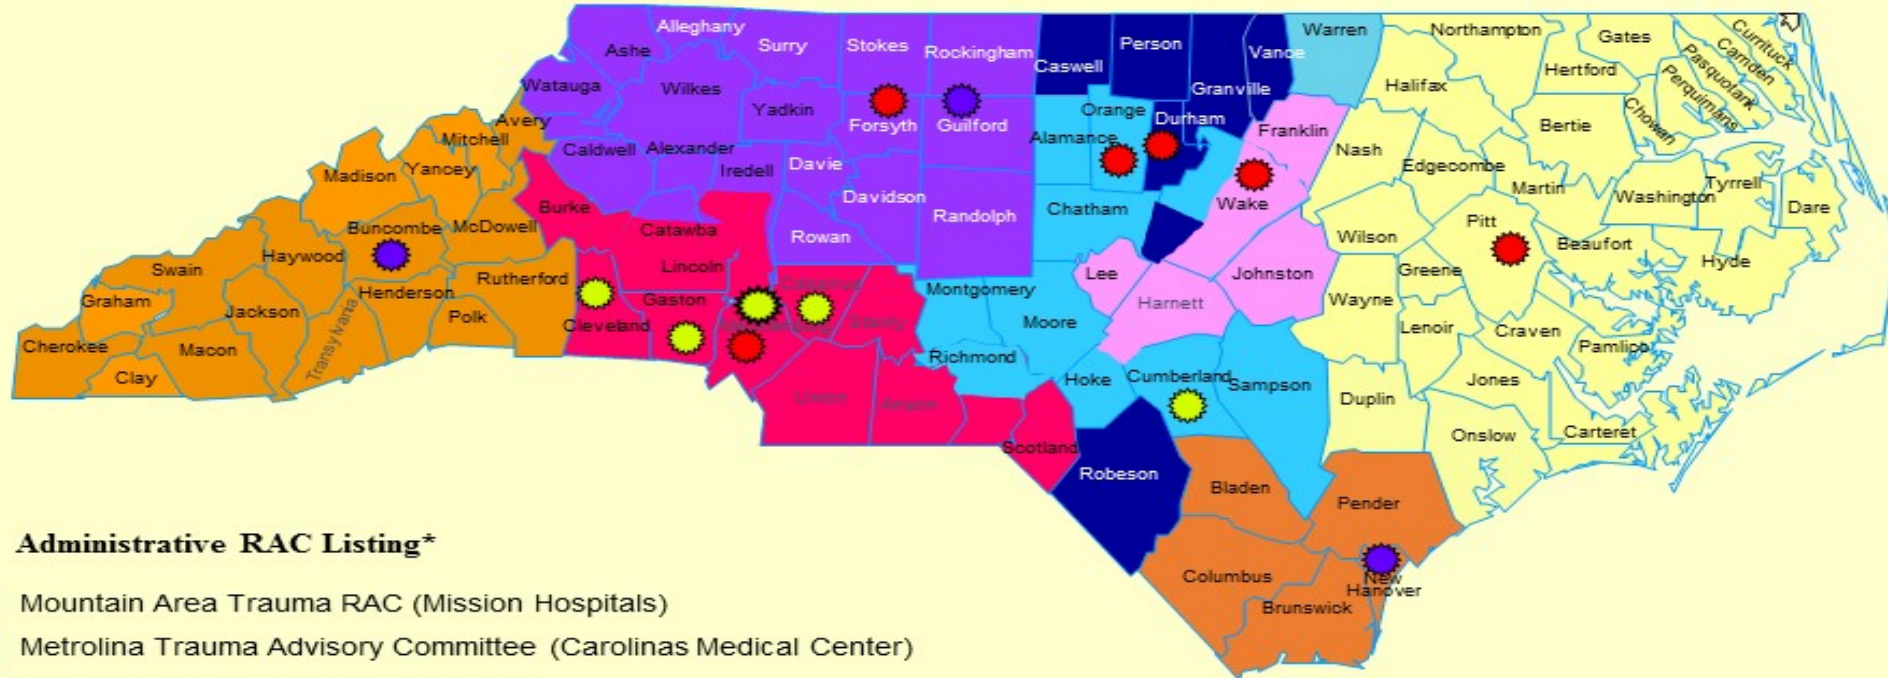 Alleghany
Ashe
Surry
Stokes
Rockingham
Caswell
Person
Vance
Warren
Northampton
Gates
Currituck
Camden
Pasquotank
Perquimans
Chowan
Hertford
Halifax
Granville
Watauga
Wilkes
Yadkin
Forsyth
Guilford
Orange
Alamance
Durham
Franklin
Bertie
Avery
Mitchell
Caldwell
Alexander
Iredell
Davie
Davidson
Nash
Edgecombe
Martin
Washington
Tyrrell
Dare
Madison
Yancey
Burke
Catawba
Rowan
Randolph
Chatham
Wake
Pitt
Wilson
Beaufort
Hyde
Buncombe
McDowell
Haywood
Swain
Rutherford
Lincoln
Lee
Johnston
Greene
Graham
Jackson
Henderson
Transylvania
Polk
Gaston
Cleveland
Cabarrus
Stanly
Montgomery
Moore
Harnett
Wayne
Lenoir
Craven
Pamlico
Cherokee
Macon
Clay
Richmond
Hoke
Cumberland
Sampson
Duplin
Jones
Union
Anson
Scotland
Onslow
Carteret
Robeson
Bladen
Pender
Columbus
Brunswick
New
Hanover
Administrative RAC Listing*
Mountain Area Trauma RAC (Mission Hospitals)
Metrolina Trauma Advisory Committee (Carolinas Medical Center)